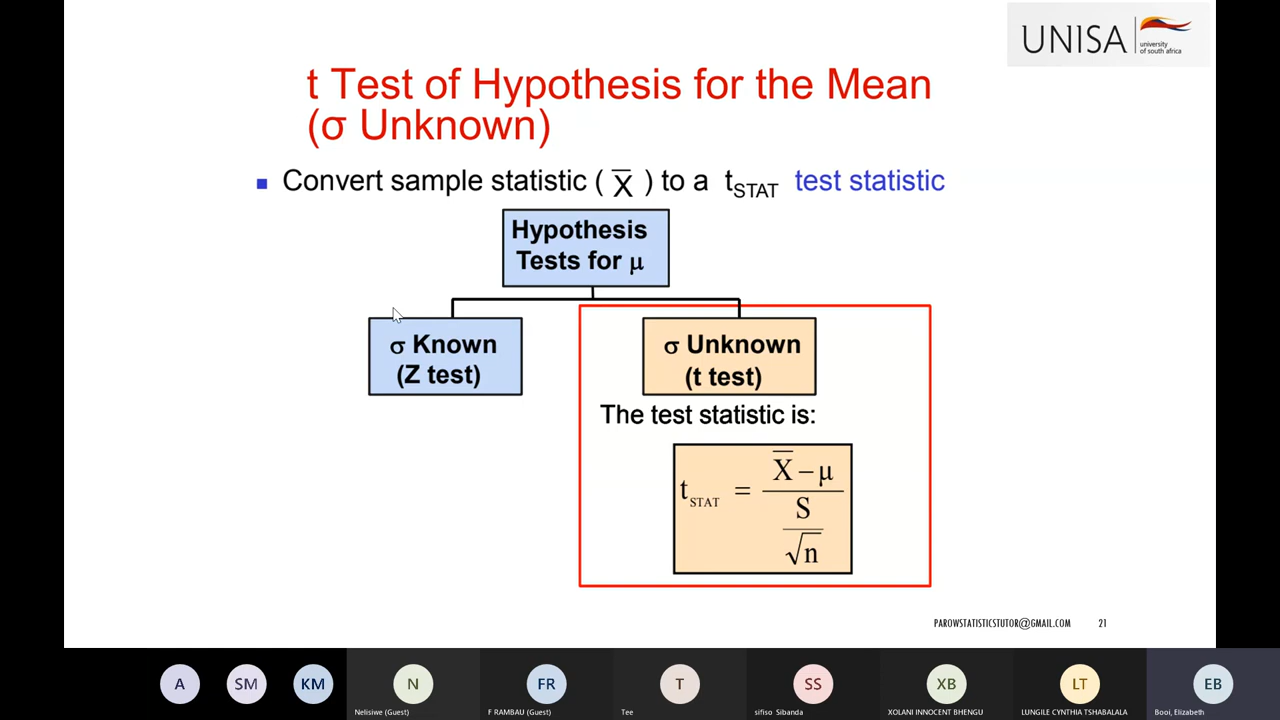 UNISA
university
of south africa
t Test of Hypothesis for the Mean
(σ Unknown)
Convert sample statistic ( X̅ ) to a tSTAT test statistic
Hypothesis
Tests for μ
σ Known
(Z test)
σ Unknown
(t test)
The test statistic is:
tSTAT = (X̅ − μ) / (S / √n)
PAROWSTATISTICSTUTOR@GMAIL.COM 21
A SM KM N FR T SS XB LT EB
Nelisiwe (Guest) F RAMBAU (Guest) Tee sifiso Sibanda XOLANI INNOCENT BHENGU LUNGILE CYNTHIA TSHABALALA Booi, Elizabeth